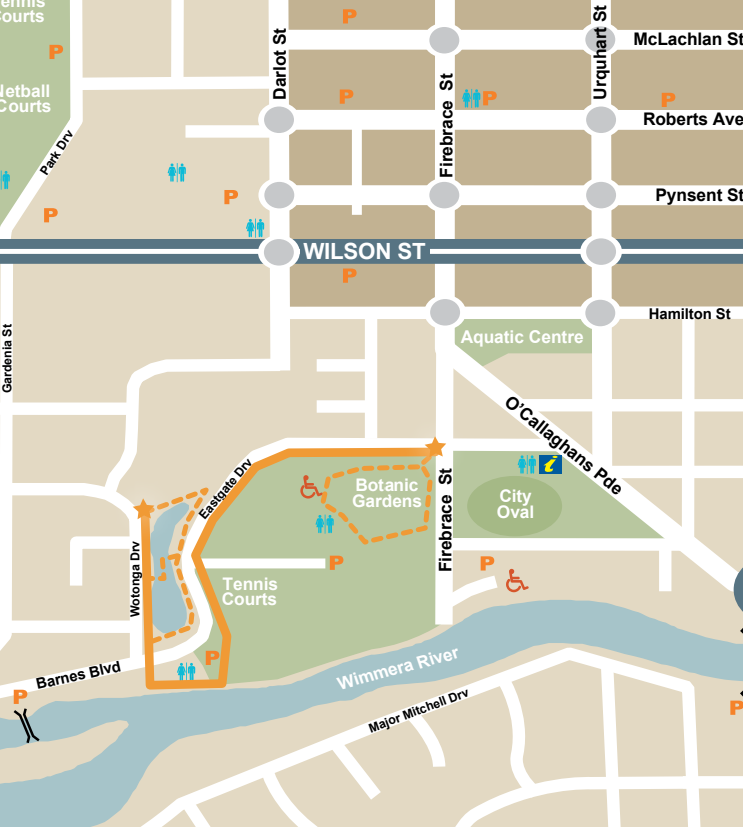 Tennis
Courts
P
P
Darlot St
Urquhart St
McLachlan St
Netball
Courts
P
Firebrace St
P
P
Roberts Ave
Park Drv
P
P
Pynsent St
WILSON ST
P
Hamilton St
Gardenia St
Aquatic Centre
O'Callaghans Pde
Eastgate Drv
Botanic
Gardens
Firebrace St
i
City
Oval
Wotonga Drv
P
P
Tennis
Courts
P
Barnes Blvd
Wimmera River
P
Major Mitchell Drv
P